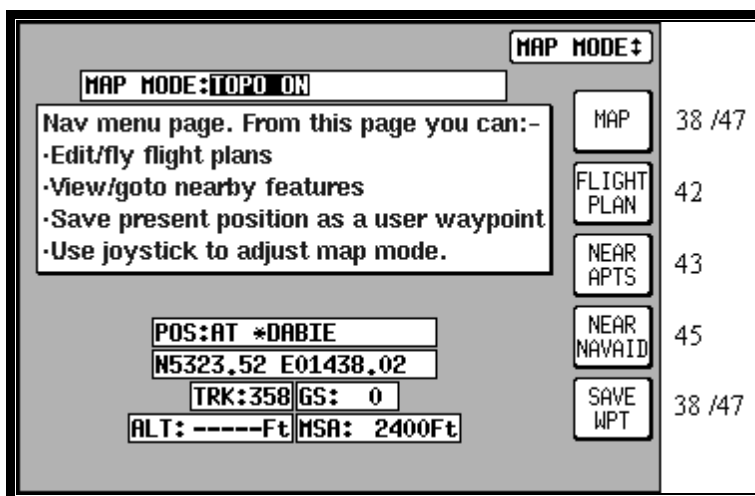 MAP MODE↕
MAP MODE:TOPO ON
Nav menu page. From this page you can:-
·Edit/fly flight plans
·View/goto nearby features
·Save present position as a user waypoint
·Use joystick to adjust map mode.
MAP 38 /47
FLIGHT PLAN 42
NEAR APTS 43
NEAR NAVAID 45
SAVE WPT 38 /47
POS:AT *DABIE
N5323.52 E01438.02
TRK:358 GS: 0
ALT:-----Ft MSA: 2400Ft